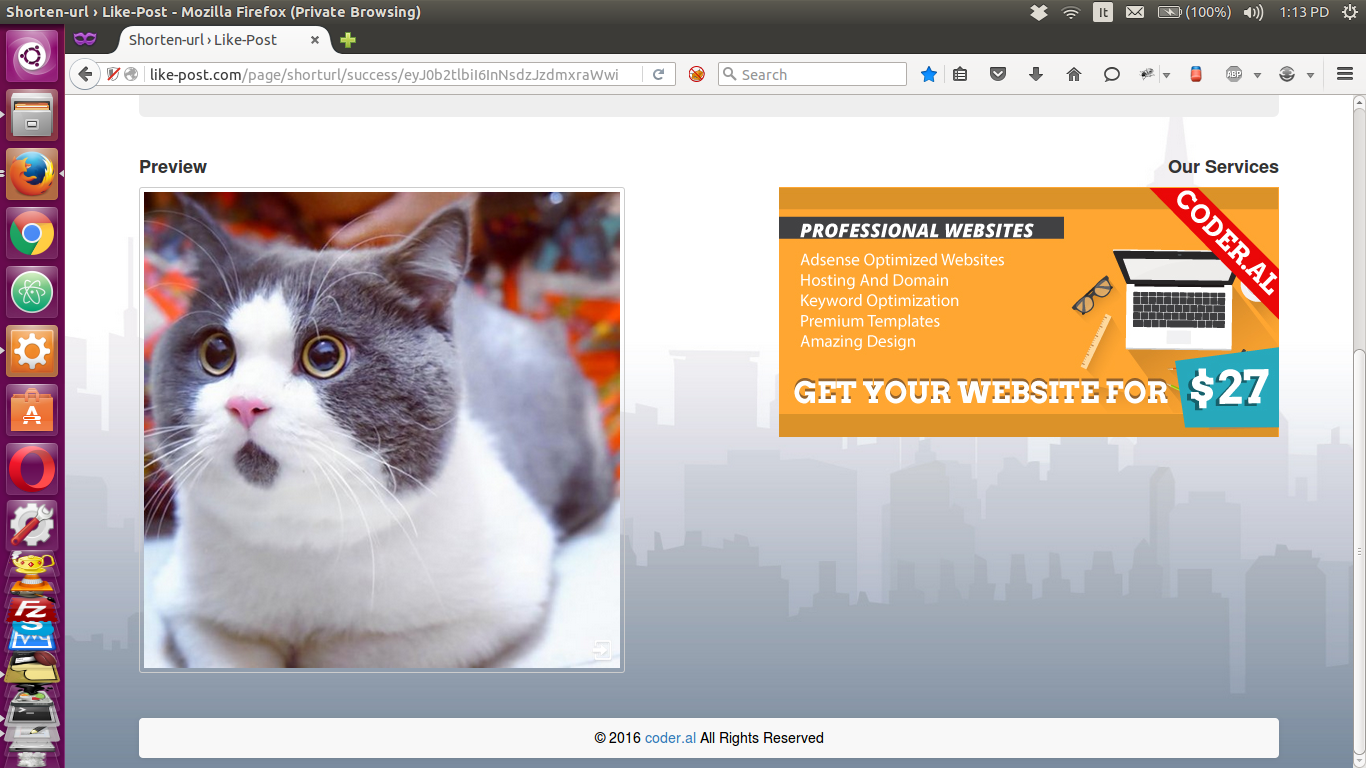 Shorten-url › Like-Post - Mozilla Firefox (Private Browsing)
It
(100%)
1:13 PD
Shorten-url › Like-Post
like-post.com/page/shorturl/success/eyJ0b2tlbiI6InNsdzJzdmxraWwi
Search
ABP
Preview
Our Services
CODER.AL
PROFESSIONAL WEBSITES
Adsense Optimized Websites
Hosting And Domain
Keyword Optimization
Premium Templates
Amazing Design
GET YOUR WEBSITE FOR
$27
© 2016 coder.al All Rights Reserved